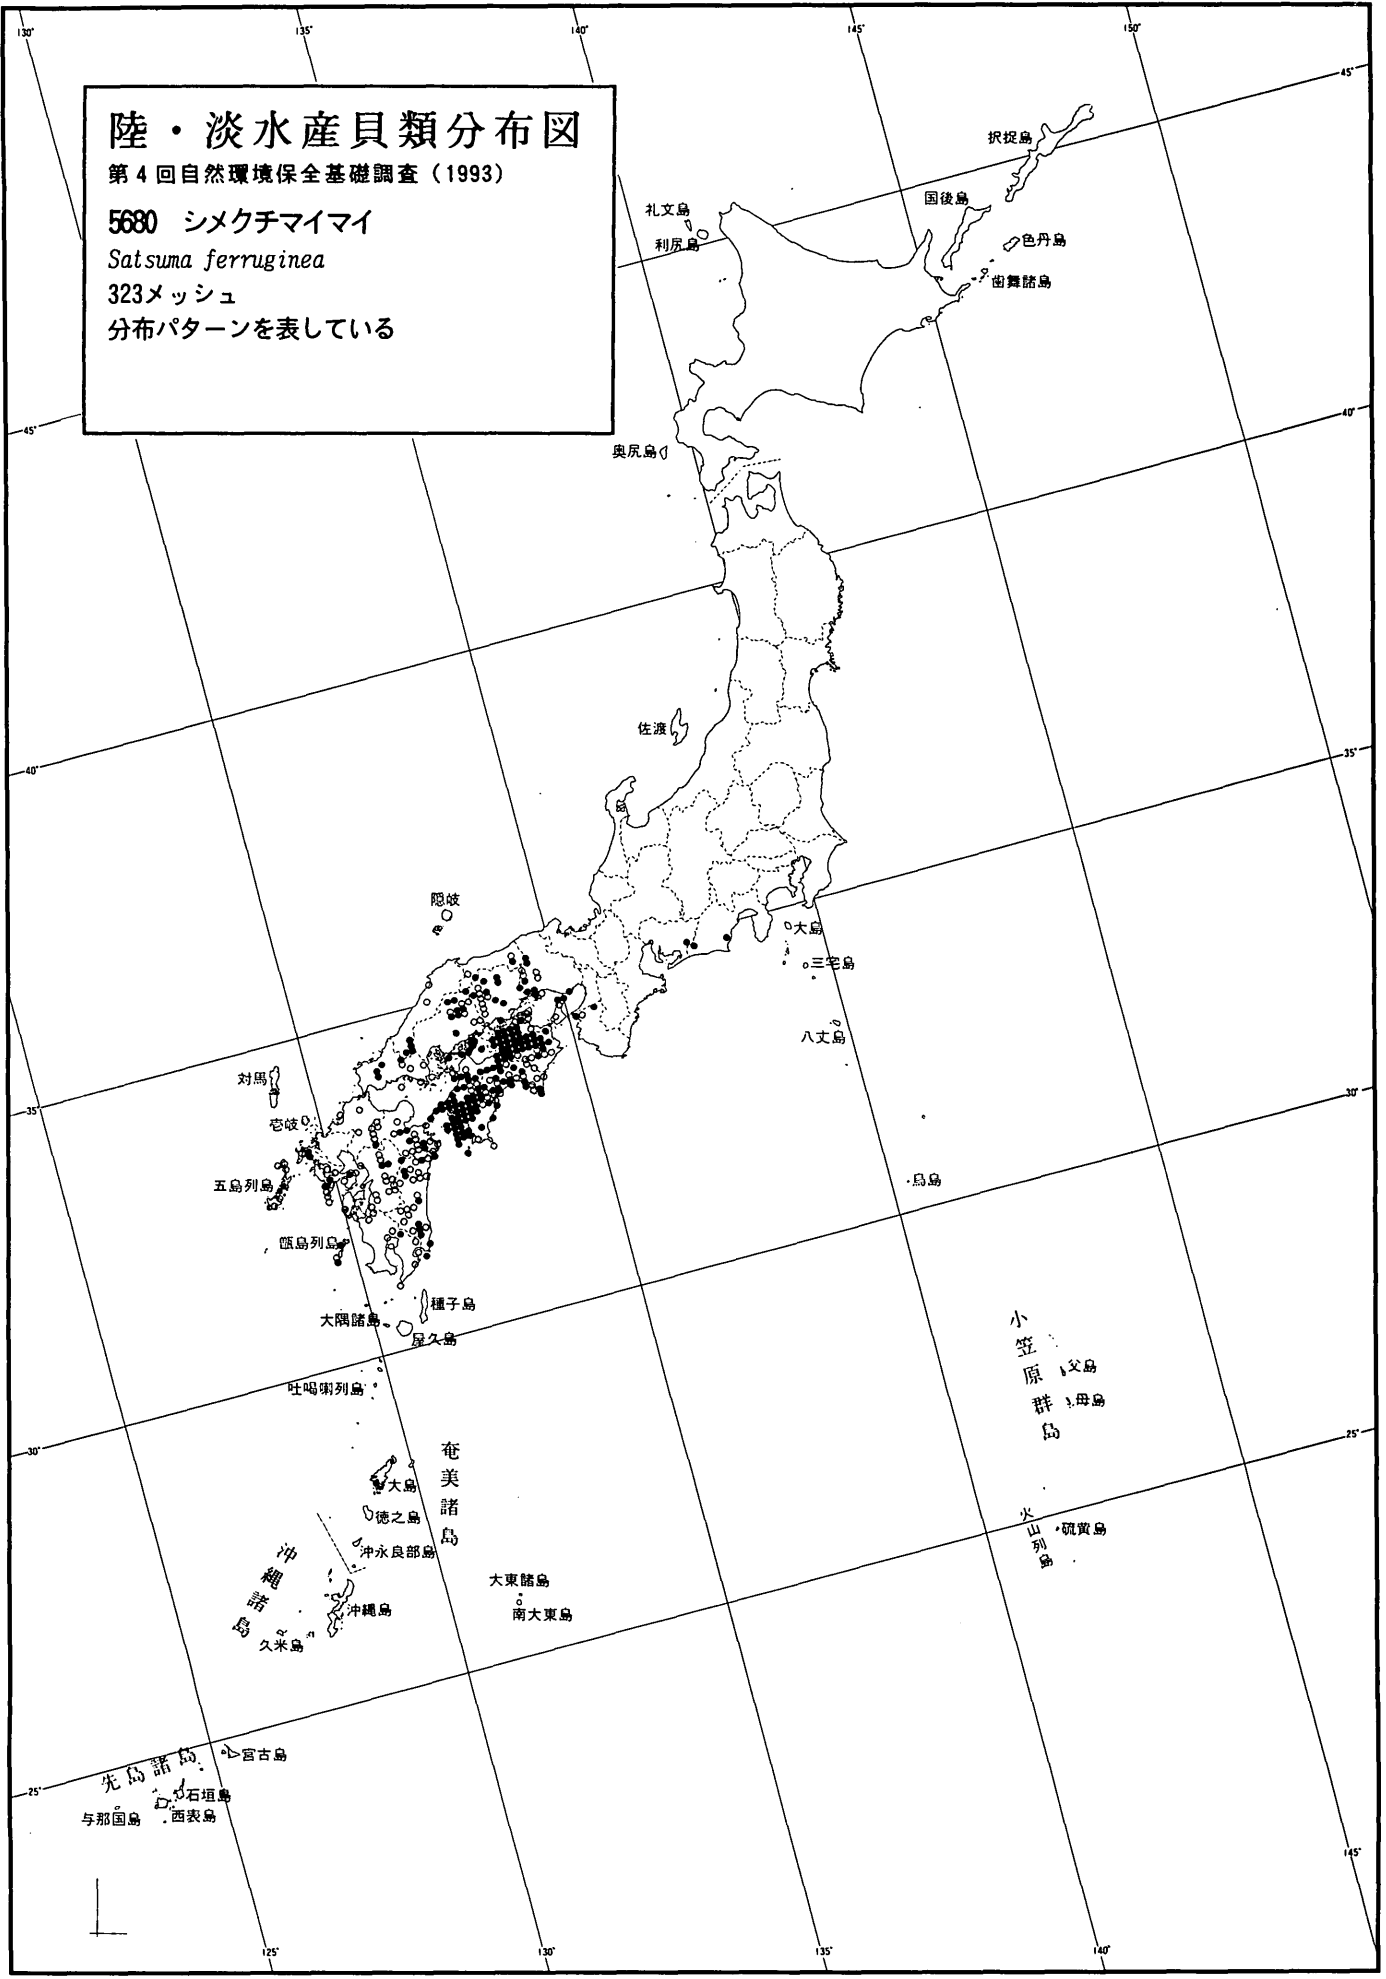 130°
135°
140°
145°
150°
45°
陸・淡水産貝類分布図
第4回自然環境保全基礎調査（1993）
5680 シメクチマイマイ
Satsuma ferruginea
323メッシュ
分布パターンを表している
択捉島
国後島
礼文島
利尻島
色丹島
歯舞諸島
45°
40°
奥尻島
佐渡
40°
35°
隠岐
大島
三宅島
八丈島
対馬
35°
壱岐
30°
五島列島
鳥島
甑島列島
種子島
大隅諸島
屋久島
吐喝喇列島
小笠原群島
父島
母島
30°
25°
奄美諸島
大島
徳之島
沖永良部島
火山列島
硫黄島
沖縄諸島
沖縄島
久米島
大東諸島
南大東島
先島諸島
宮古島
石垣島
西表島
与那国島
25°
145°
125°
130°
135°
140°